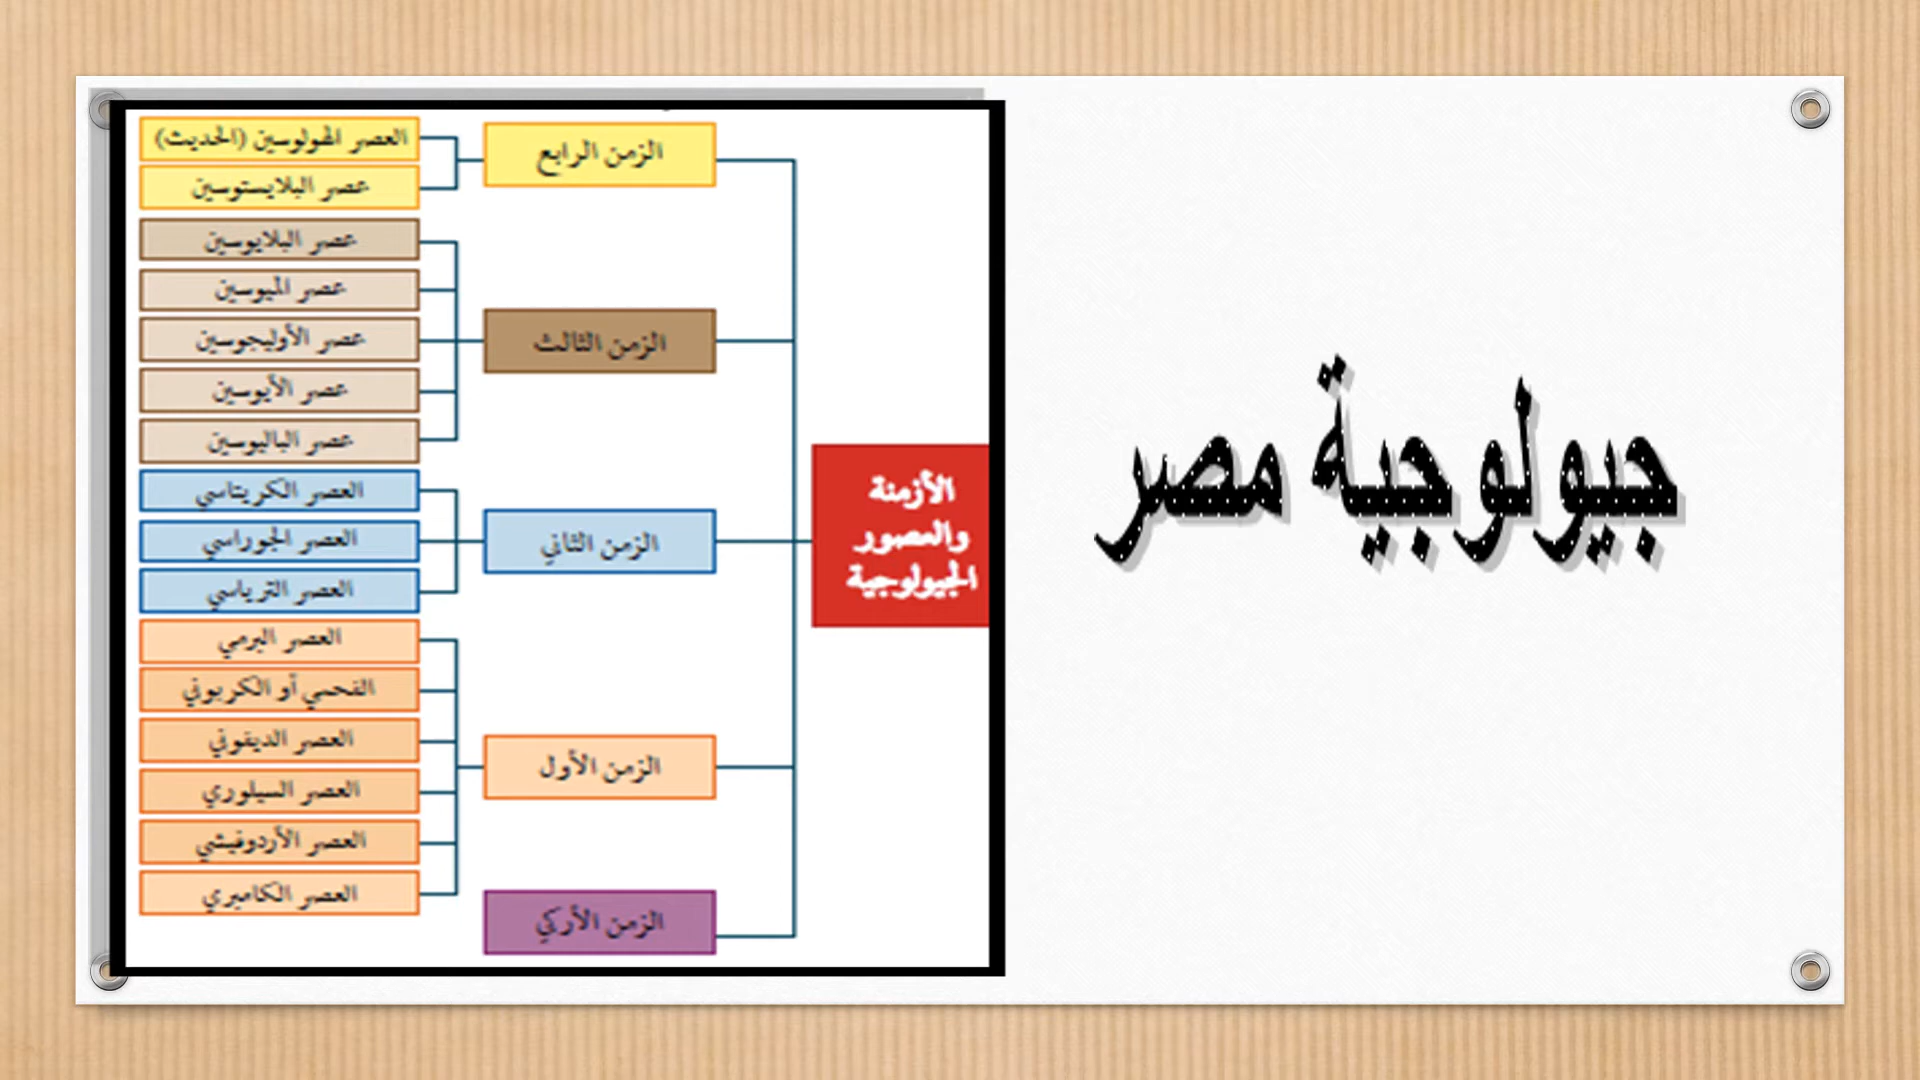 جيولوجية مصر
الأزمنة
والعصور
الجيولوجية
الزمن الرابع
العصر الهولوسين (الحديث)
عصر البلايستوسين
الزمن الثالث
عصر البلايوسين
عصر الميوسين
عصر الأوليجوسين
عصر الأيوسين
عصر الباليوسين
الزمن الثاني
العصر الكريتاسي
العصر الجوراسي
العصر الترياسي
الزمن الأول
العصر البرمي
الفحمي أو الكربوني
العصر الديفوني
العصر السيلوري
العصر الأردوفيشي
العصر الكامبري
الزمن الأركي